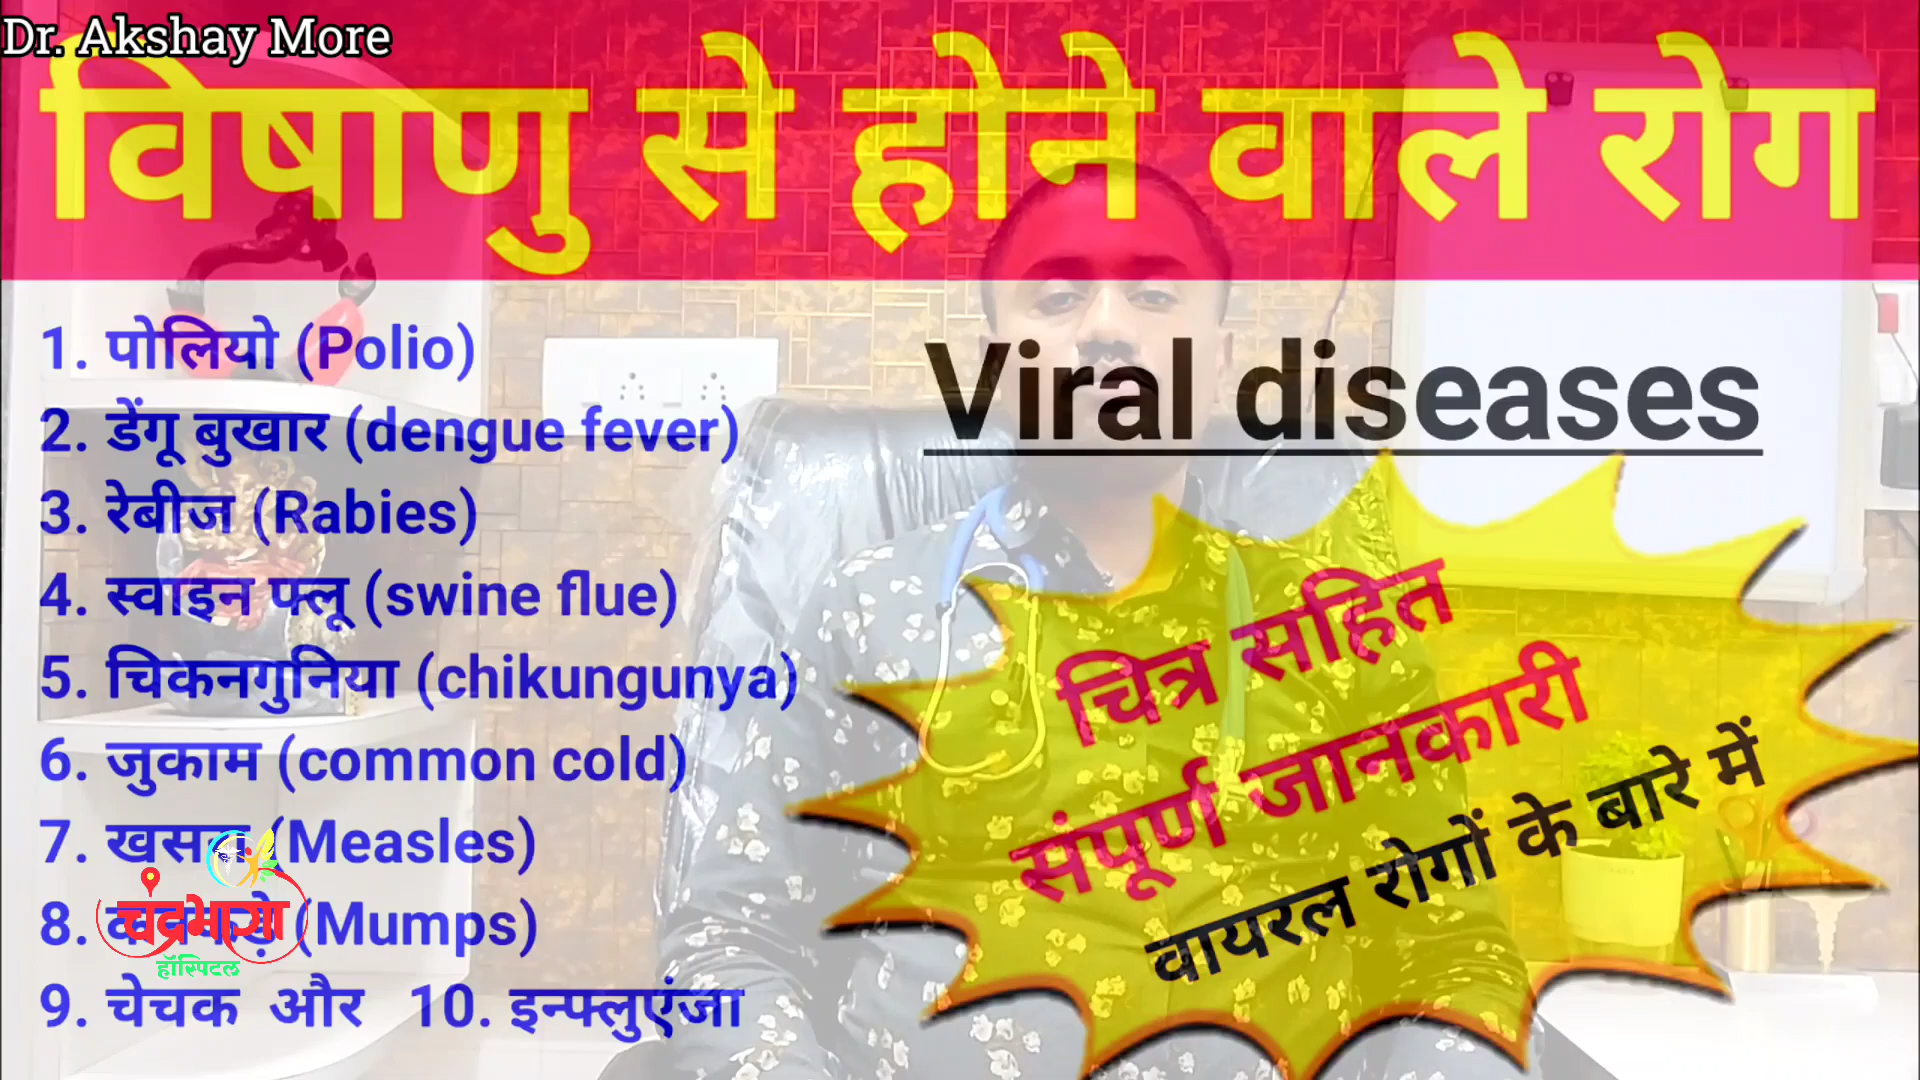 Dr. Akshay More
विषाणु से होने वाले रोग
Viral diseases
1. पोलियो (Polio)
2. डेंगू बुखार (dengue fever)
3. रेबीज (Rabies)
4. स्वाइन फ्लू (swine flue)
5. चिकनगुनिया (chikungunya)
6. जुकाम (common cold)
7. (Measles)
8. (Mumps)
9. चेचक और 10. इन्फ्लुएंजा
चित्र सहित
संपूर्ण जानकारी
वायरल रोगों के बारे में
हॉस्पिटल